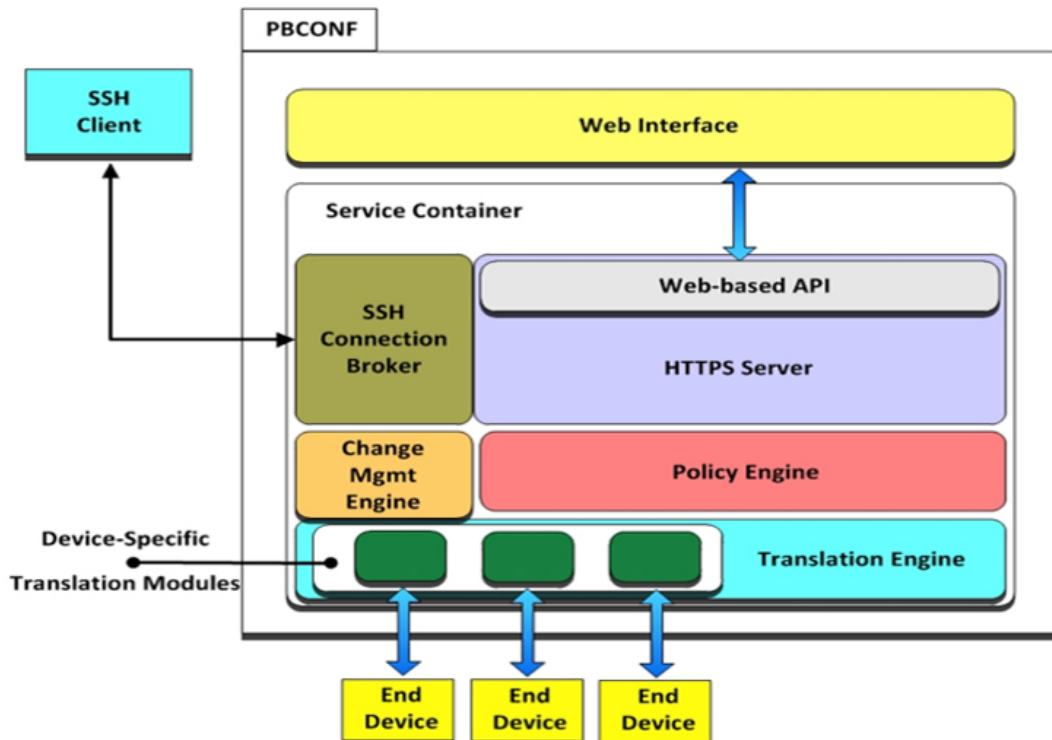 PBCONF
SSH
Client
Web Interface
Service Container
SSH
Connection
Broker
Web-based API
HTTPS Server
Change
Mgmt
Engine
Policy Engine
Device-Specific
Translation Modules
Translation Engine
End
Device
End
Device
End
Device